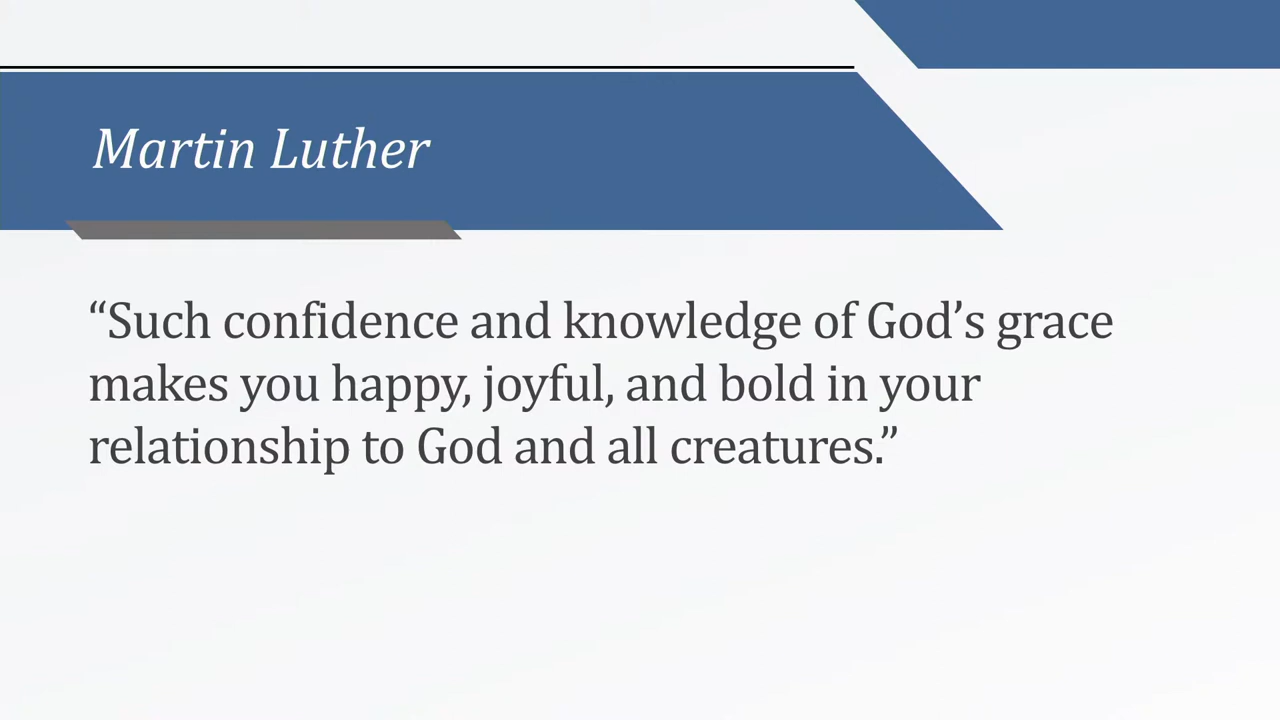 Martin Luther
“Such confidence and knowledge of God’s grace
makes you happy, joyful, and bold in your
relationship to God and all creatures.”